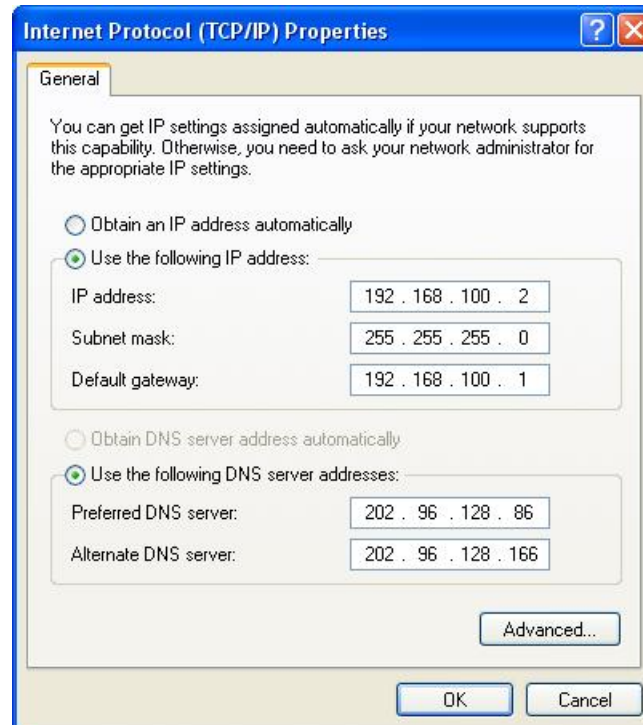 Internet Protocol (TCP/IP) Properties
General
You can get IP settings assigned automatically if your network supports
this capability. Otherwise, you need to ask your network administrator for
the appropriate IP settings.
Obtain an IP address automatically
Use the following IP address:
IP address: 192 . 168 . 100 . 2
Subnet mask: 255 . 255 . 255 . 0
Default gateway: 192 . 168 . 100 . 1
Obtain DNS server address automatically
Use the following DNS server addresses:
Preferred DNS server: 202 . 96 . 128 . 86
Alternate DNS server: 202 . 96 . 128 . 166
Advanced...
OK Cancel